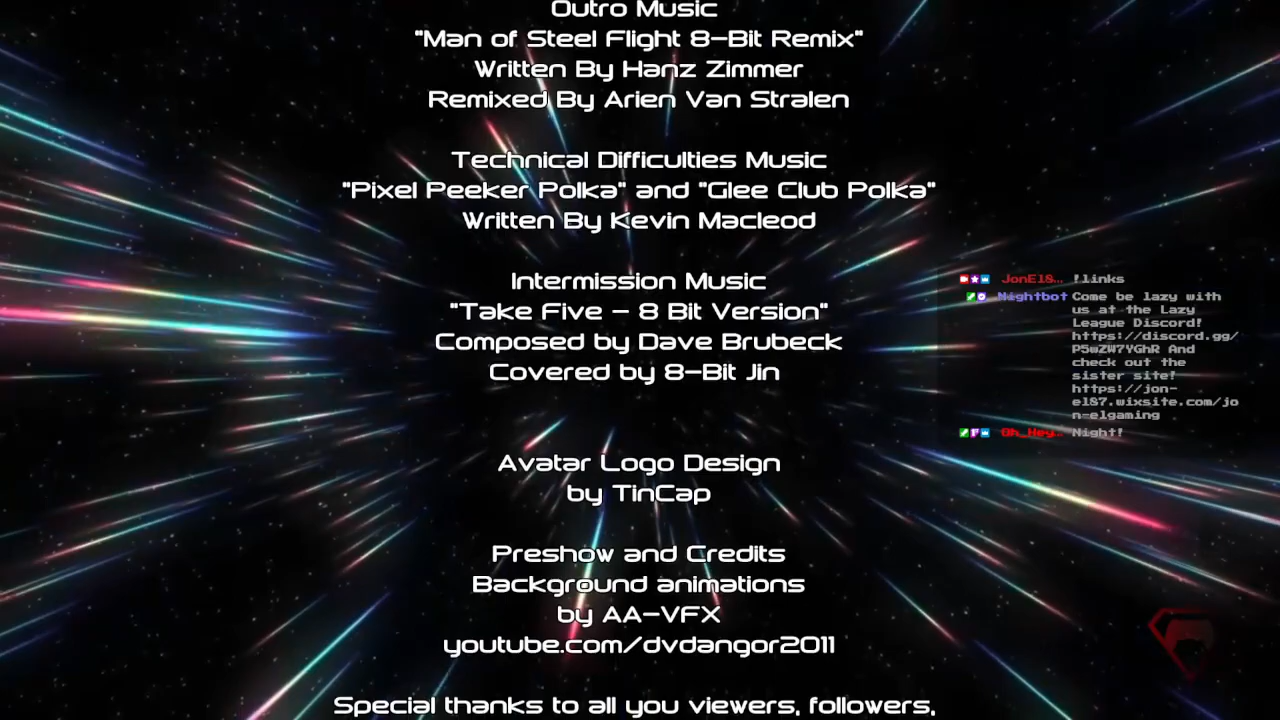 Outro Music
"Man of Steel Flight 8-Bit Remix"
Written By Hanz Zimmer
Remixed By Arien Van Stralen
Technical Difficulties Music
"Pixel Peeker Polka" and "Glee Club Polka"
Written By Kevin Macleod
Intermission Music
"Take Five - 8 Bit Version"
Composed by Dave Brubeck
Covered by 8-Bit Jin
Avatar Logo Design
by TinCap
Preshow and Credits
Background animations
by AA-VFX
youtube.com/dvdangor2011
Special thanks to all you viewers, followers,
JonEl8... !links
Nightbot Come be lazy with
us at the Lazy
League Discord!
https://discord.gg/
P5wZW7YGhR And
check out the
sister site!
https://jon-
el87.wixsite.com/jo
n-elgaming
Oh_Hey... Night!